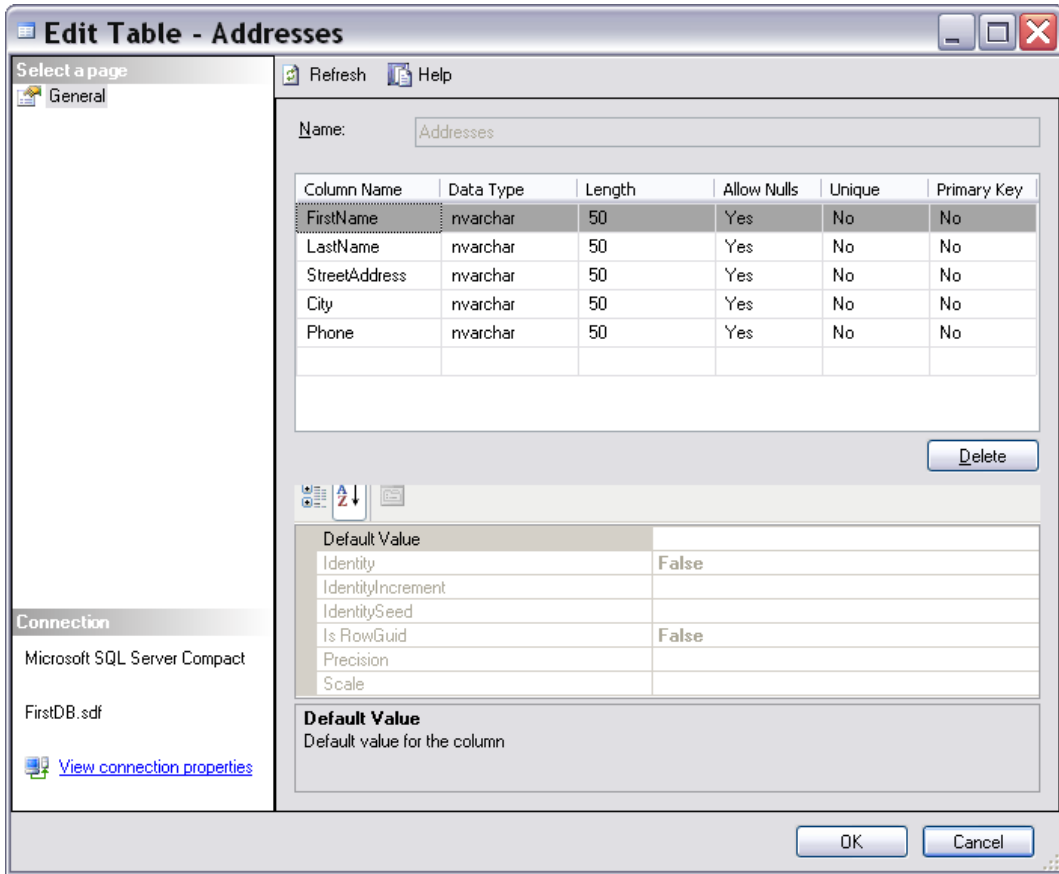 Edit Table - Addresses
Select a page
General
Refresh Help
Name: Addresses
Column Name Data Type Length Allow Nulls Unique Primary Key
FirstName nvarchar 50 Yes No No
LastName nvarchar 50 Yes No No
StreetAddress nvarchar 50 Yes No No
City nvarchar 50 Yes No No
Phone nvarchar 50 Yes No No
Delete
Default Value
Identity False
IdentityIncrement
IdentitySeed
Is RowGuid False
Precision
Scale
Default Value
Default value for the column
Connection
Microsoft SQL Server Compact
FirstDB.sdf
View connection properties
OK Cancel